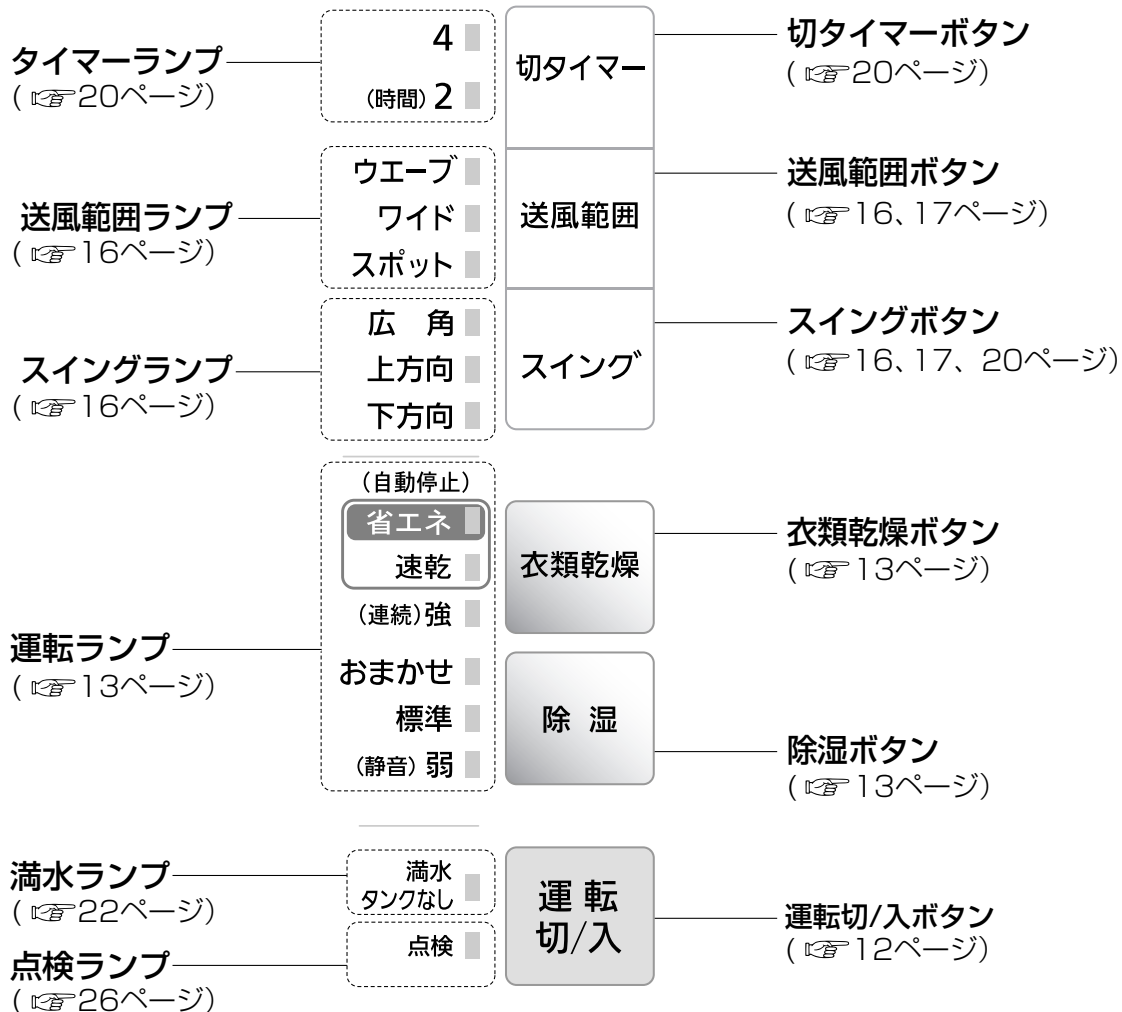 タイマーランプ
(☞20ページ)
4
(時間) 2
切タイマー
切タイマーボタン
(☞20ページ)
送風範囲ランプ
(☞16ページ)
ウエーブ
ワイド
スポット
送風範囲
送風範囲ボタン
(☞16、17ページ)
スイングランプ
(☞16ページ)
広 角
上方向
下方向
スイング
スイングボタン
(☞16、17、20ページ)
運転ランプ
(☞13ページ)
(自動停止)
省エネ
速乾
(連続)強
おまかせ
標準
(静音) 弱
衣類乾燥
衣類乾燥ボタン
(☞13ページ)
除 湿
除湿ボタン
(☞13ページ)
満水ランプ
(☞22ページ)
満水
タンクなし
点検ランプ
(☞26ページ)
点検
運 転
切/入
運転切/入ボタン
(☞12ページ)